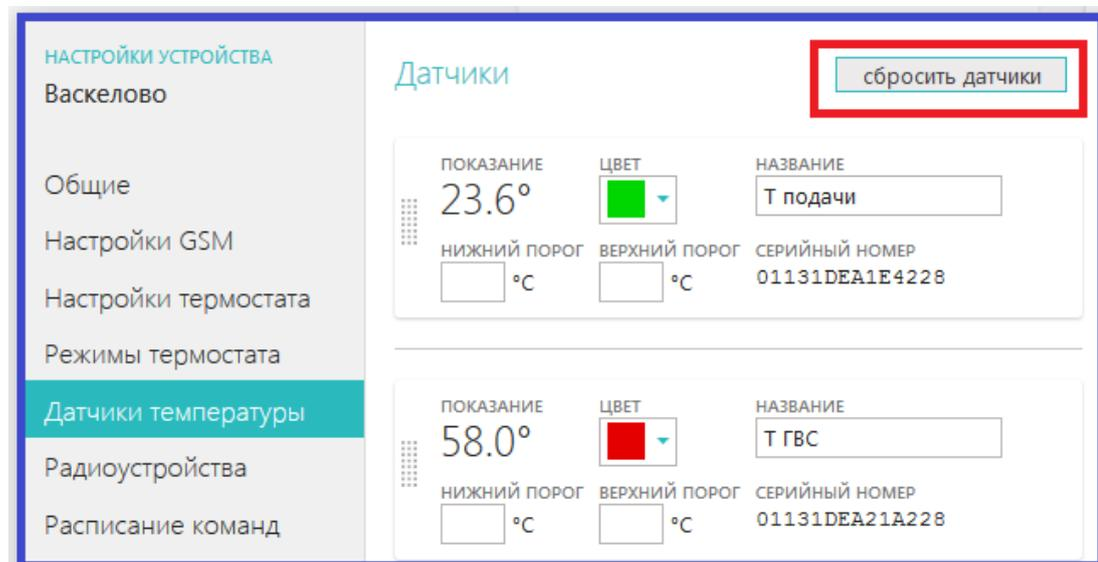 НАСТРОЙКИ УСТРОЙСТВА
Васкелово
Общие
Настройки GSM
Настройки термостата
Режимы термостата
Датчики температуры
Радиоустройства
Расписание команд
Датчики
сбросить датчики
ПОКАЗАНИЕ ЦВЕТ НАЗВАНИЕ
23.6° Т подачи
НИЖНИЙ ПОРОГ ВЕРХНИЙ ПОРОГ СЕРИЙНЫЙ НОМЕР
°C °C 01131DEA1E4228
ПОКАЗАНИЕ ЦВЕТ НАЗВАНИЕ
58.0° Т ГВС
НИЖНИЙ ПОРОГ ВЕРХНИЙ ПОРОГ СЕРИЙНЫЙ НОМЕР
°C °C 01131DEA21A228